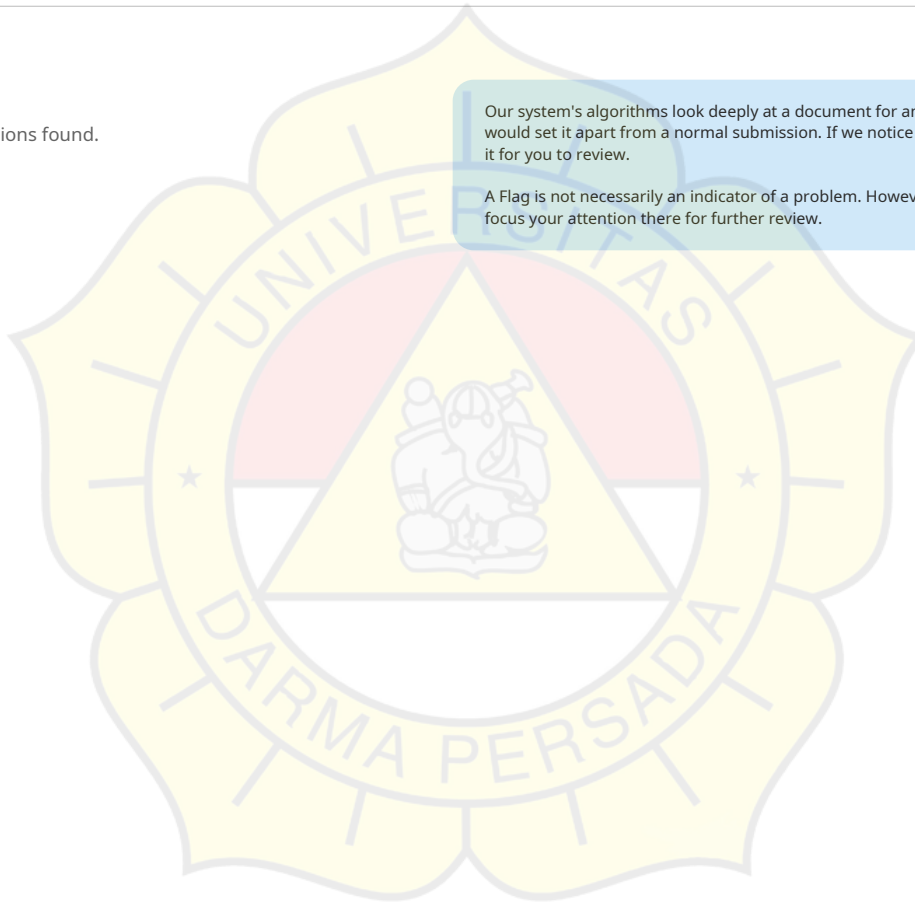 ions found.
Our system's algorithms look deeply at a document for
would set it apart from a normal submission. If we notice
it for you to review.
A Flag is not necessarily an indicator of a problem.
focus your attention there for further review.
UNIVERSITAS
DARMA PERSADA